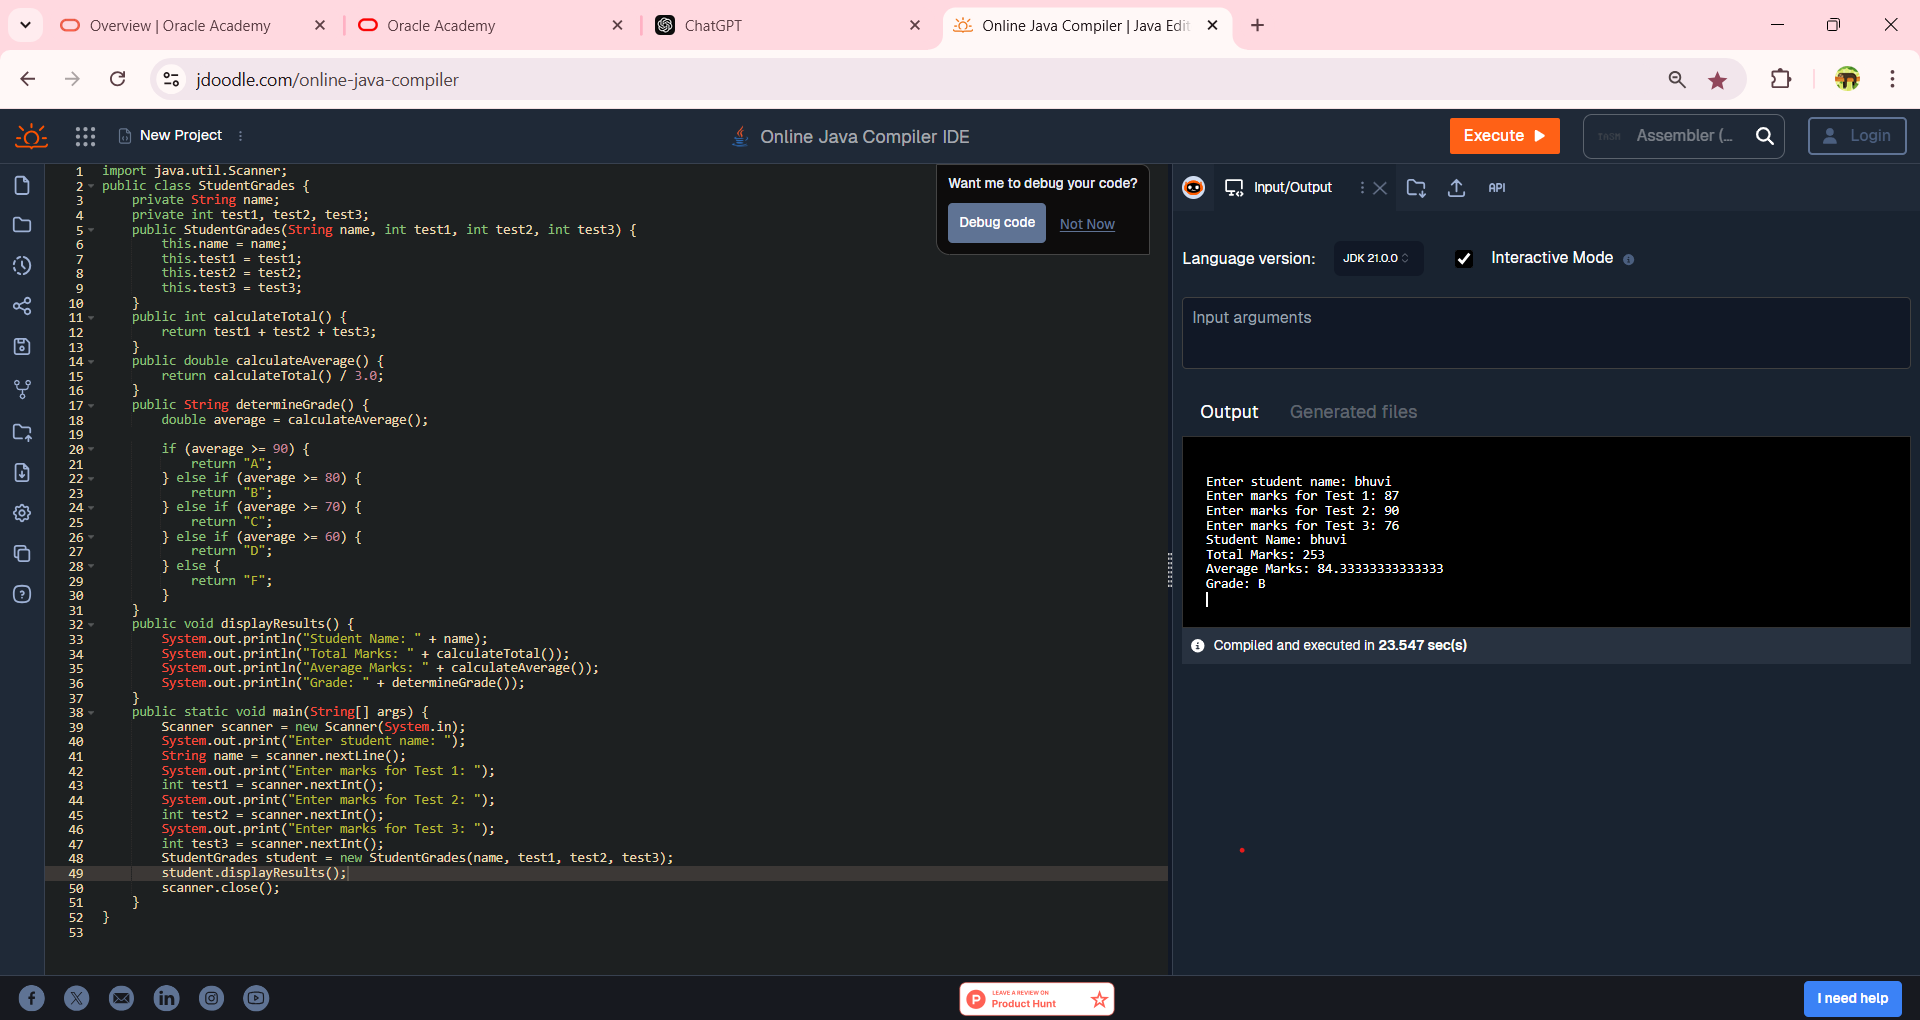 Overview | Oracle Academy
Oracle Academy
ChatGPT
Online Java Compiler | Java Edit
jdoodle.com/online-java-compiler
New Project
Online Java Compiler IDE
Execute
Assembler (...
Login
1 import java.util.Scanner;
2 public class StudentGrades {
3     private String name;
4     private int test1, test2, test3;
5     public StudentGrades(String name, int test1, int test2, int test3) {
6         this.name = name;
7         this.test1 = test1;
8         this.test2 = test2;
9         this.test3 = test3;
10     }
11     public int calculateTotal() {
12         return test1 + test2 + test3;
13     }
14     public double calculateAverage() {
15         return calculateTotal() / 3.0;
16     }
17     public String determineGrade() {
18         double average = calculateAverage();
19
20         if (average >= 90) {
21             return "A";
22         } else if (average >= 80) {
23             return "B";
24         } else if (average >= 70) {
25             return "C";
26         } else if (average >= 60) {
27             return "D";
28         } else {
29             return "F";
30         }
31     }
32     public void displayResults() {
33         System.out.println("Student Name: " + name);
34         System.out.println("Total Marks: " + calculateTotal());
35         System.out.println("Average Marks: " + calculateAverage());
36         System.out.println("Grade: " + determineGrade());
37     }
38     public static void main(String[] args) {
39         Scanner scanner = new Scanner(System.in);
40         System.out.print("Enter student name: ");
41         String name = scanner.nextLine();
42         System.out.print("Enter marks for Test 1: ");
43         int test1 = scanner.nextInt();
44         System.out.print("Enter marks for Test 2: ");
45         int test2 = scanner.nextInt();
46         System.out.print("Enter marks for Test 3: ");
47         int test3 = scanner.nextInt();
48         StudentGrades student = new StudentGrades(name, test1, test2, test3);
49         student.displayResults();
50         scanner.close();
51     }
52 }
53
Want me to debug your code?
Debug code Not Now
Input/Output
API
Language version: JDK 21.0.0 Interactive Mode
Input arguments
Output Generated files
Enter student name: bhuvi
Enter marks for Test 1: 87
Enter marks for Test 2: 90
Enter marks for Test 3: 76
Student Name: bhuvi
Total Marks: 253
Average Marks: 84.33333333333333
Grade: B
Compiled and executed in 23.547 sec(s)
LEAVE A REVIEW ON
Product Hunt
I need help